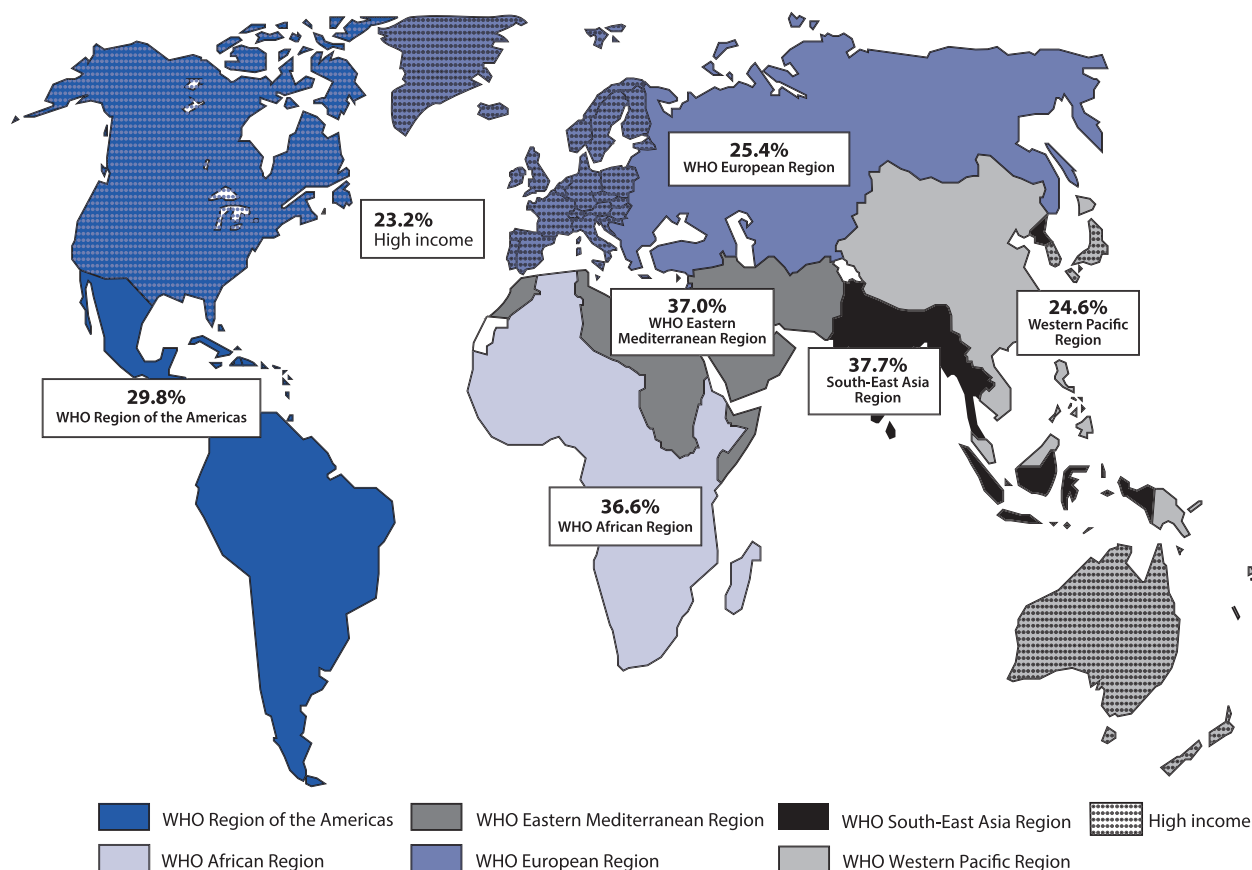 25.4%
WHO European Region
23.2%
High income
24.6%
Western Pacific
Region
37.0%
WHO Eastern
Mediterranean Region
37.7%
South-East Asia
Region
29.8%
WHO Region of the Americas
36.6%
WHO African Region
WHO Region of the Americas
WHO Eastern Mediterranean Region
WHO South-East Asia Region
High income
WHO African Region
WHO European Region
WHO Western Pacific Region